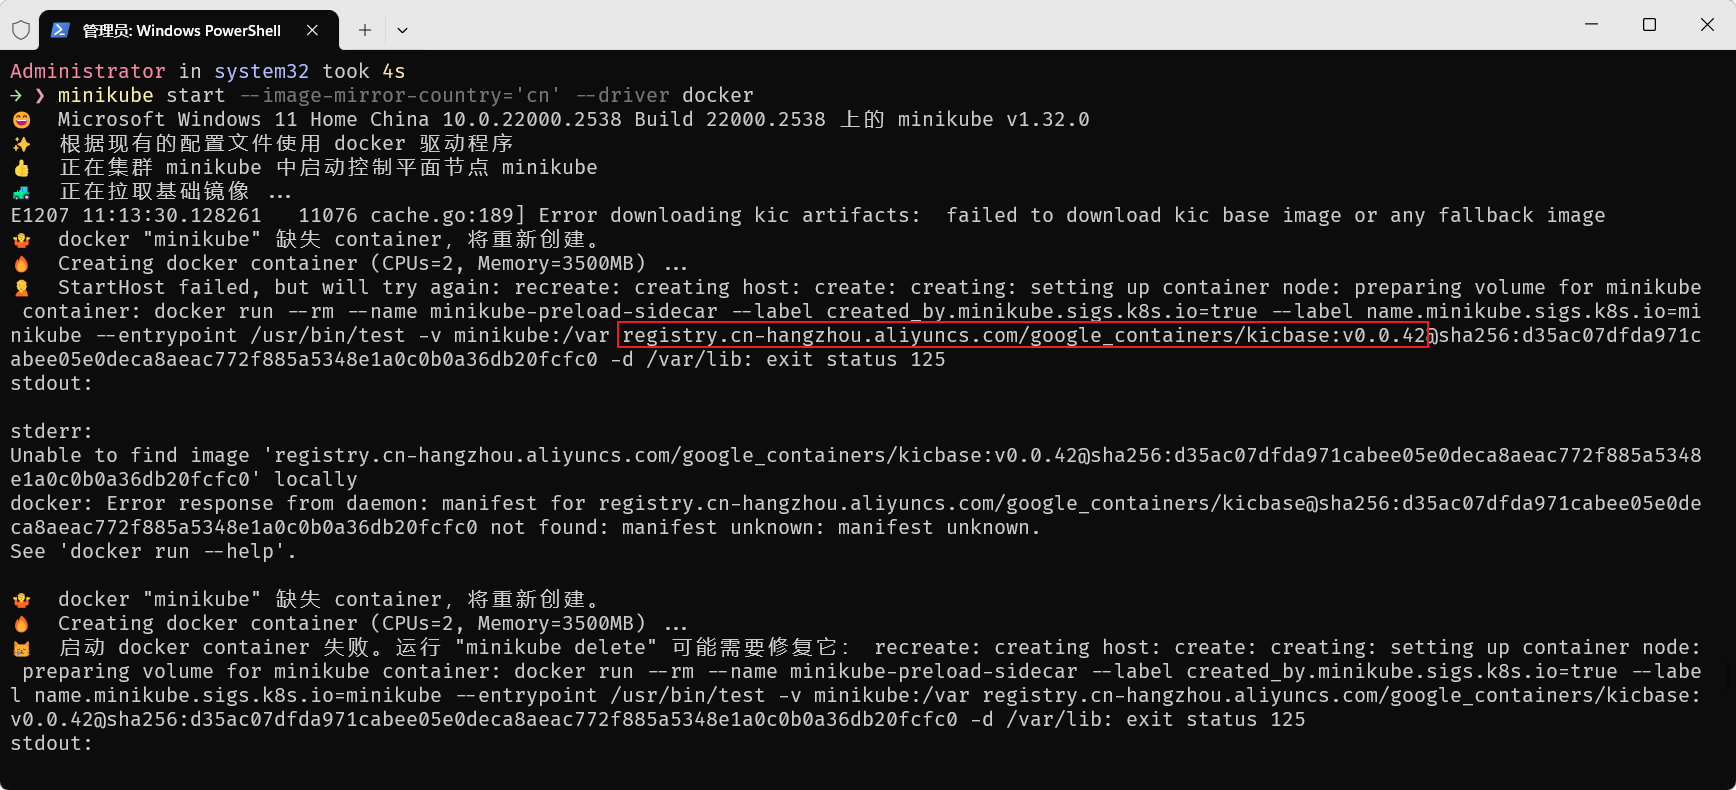 管理员: Windows PowerShell
Administrator in system32 took 4s
→ ❯ minikube start --image-mirror-country='cn' --driver docker
😄 Microsoft Windows 11 Home China 10.0.22000.2538 Build 22000.2538 上的 minikube v1.32.0
✨ 根据现有的配置文件使用 docker 驱动程序
👍 正在集群 minikube 中启动控制平面节点 minikube
🚜 正在拉取基础镜像 ...
E1207 11:13:30.128261   11076 cache.go:189] Error downloading kic artifacts:  failed to download kic base image or any fallback image
🤷 docker "minikube" 缺失 container，将重新创建。
🔥 Creating docker container (CPUs=2, Memory=3500MB) ...
🤦 StartHost failed, but will try again: recreate: creating host: create: creating: setting up container node: preparing volume for minikube
container: docker run --rm --name minikube-preload-sidecar --label created_by.minikube.sigs.k8s.io=true --label name.minikube.sigs.k8s.io=mi
nikube --entrypoint /usr/bin/test -v minikube:/var registry.cn-hangzhou.aliyuncs.com/google_containers/kicbase:v0.0.42@sha256:d35ac07dfda971c
abee05e0deca8aeac772f885a5348e1a0c0b0a36db20fcfc0 -d /var/lib: exit status 125
stdout:
stderr:
Unable to find image 'registry.cn-hangzhou.aliyuncs.com/google_containers/kicbase:v0.0.42@sha256:d35ac07dfda971cabee05e0deca8aeac772f885a5348
e1a0c0b0a36db20fcfc0' locally
docker: Error response from daemon: manifest for registry.cn-hangzhou.aliyuncs.com/google_containers/kicbase@sha256:d35ac07dfda971cabee05e0de
ca8aeac772f885a5348e1a0c0b0a36db20fcfc0 not found: manifest unknown: manifest unknown.
See 'docker run --help'.
🤷 docker "minikube" 缺失 container，将重新创建。
🔥 Creating docker container (CPUs=2, Memory=3500MB) ...
😿 启动 docker container 失败。运行 "minikube delete" 可能需要修复它： recreate: creating host: create: creating: setting up container node:
preparing volume for minikube container: docker run --rm --name minikube-preload-sidecar --label created_by.minikube.sigs.k8s.io=true --labe
l name.minikube.sigs.k8s.io=minikube --entrypoint /usr/bin/test -v minikube:/var registry.cn-hangzhou.aliyuncs.com/google_containers/kicbase:
v0.0.42@sha256:d35ac07dfda971cabee05e0deca8aeac772f885a5348e1a0c0b0a36db20fcfc0 -d /var/lib: exit status 125
stdout: